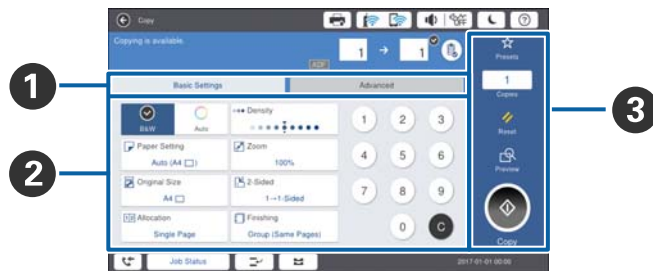 Copy
Copying is available.
ADF
1 → 1
Presets
Basic Settings
Advanced
1
1
Copies
3
B&W
Auto
Density
1 2 3
Reset
Paper Setting
Auto (A4)
Zoom
100%
4 5 6
Preview
2
Original Size
A4
2-Sided
1→1-Sided
7 8 9
Allocation
Single Page
Finishing
Group (Same Pages)
0 C
Copy
Job Status
2017-01-01 00:06